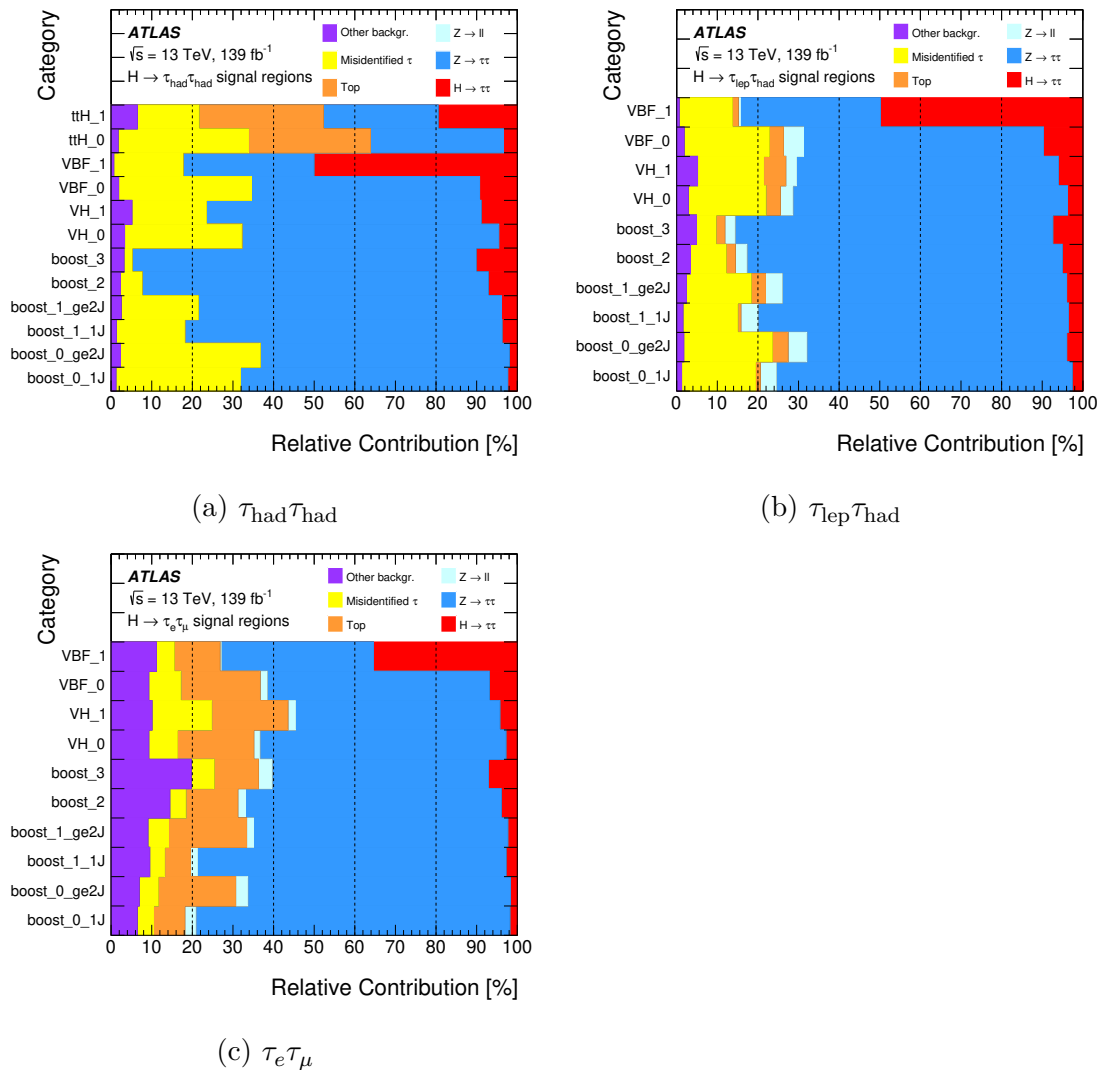 Category
ATLAS
√s = 13 TeV, 139 fb⁻¹
H → τhadτhad signal regions
Other backgr.
Misidentified τ
Top
Z → ll
Z → ττ
H → ττ
ttH_1
ttH_0
VBF_1
VBF_0
VH_1
VH_0
boost_3
boost_2
boost_1_ge2J
boost_1_1J
boost_0_ge2J
boost_0_1J
0 10 20 30 40 50 60 70 80 90 100
Relative Contribution [%]
(a) τhadτhad
Category
ATLAS
√s = 13 TeV, 139 fb⁻¹
H → τlepτhad signal regions
Other backgr.
Misidentified τ
Top
Z → ll
Z → ττ
H → ττ
VBF_1
VBF_0
VH_1
VH_0
boost_3
boost_2
boost_1_ge2J
boost_1_1J
boost_0_ge2J
boost_0_1J
0 10 20 30 40 50 60 70 80 90 100
Relative Contribution [%]
(b) τlepτhad
Category
ATLAS
√s = 13 TeV, 139 fb⁻¹
H → τeτμ signal regions
Other backgr.
Misidentified τ
Top
Z → ll
Z → ττ
H → ττ
VBF_1
VBF_0
VH_1
VH_0
boost_3
boost_2
boost_1_ge2J
boost_1_1J
boost_0_ge2J
boost_0_1J
0 10 20 30 40 50 60 70 80 90 100
Relative Contribution [%]
(c) τeτμ